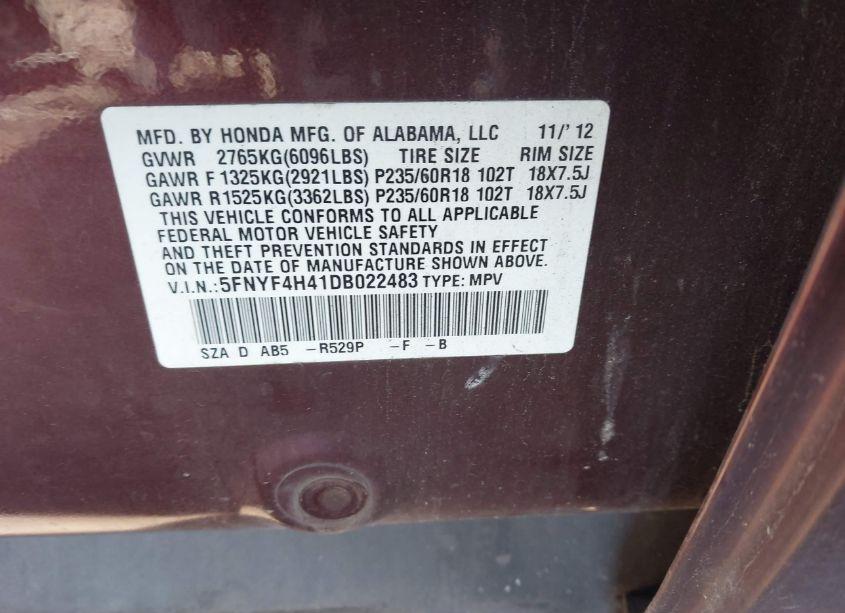 MFD. BY HONDA MFG. OF ALABAMA, LLC 11/'12
GVWR 2765KG(6096LBS) TIRE SIZE RIM SIZE
GAWR F 1325KG(2921LBS) P235/60R18 102T 18X7.5J
GAWR R1525KG(3362LBS) P235/60R18 102T 18X7.5J
THIS VEHICLE CONFORMS TO ALL APPLICABLE
FEDERAL MOTOR VEHICLE SAFETY
AND THEFT PREVENTION STANDARDS IN EFFECT
ON THE DATE OF MANUFACTURE SHOWN ABOVE.
V.I.N.:5FNYF4H41DB022483 TYPE: MPV
SZA D AB5 -R529P -F -B